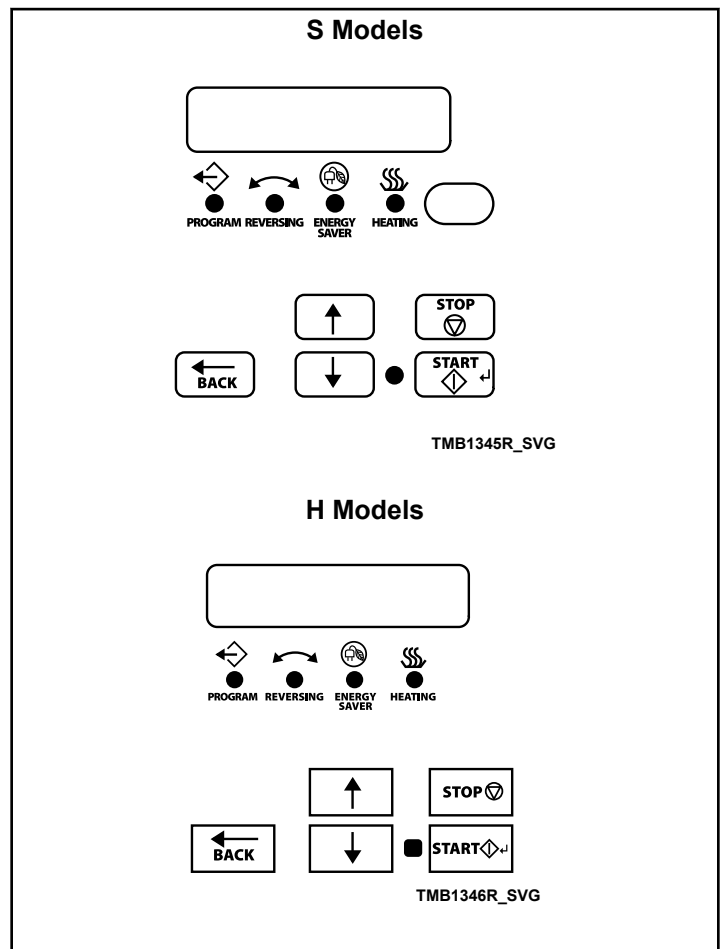 S Models
PROGRAM REVERSING ENERGY SAVER HEATING
STOP
BACK
START
TMB1345R_SVG
H Models
PROGRAM REVERSING ENERGY SAVER HEATING
STOP
BACK
START
TMB1346R_SVG